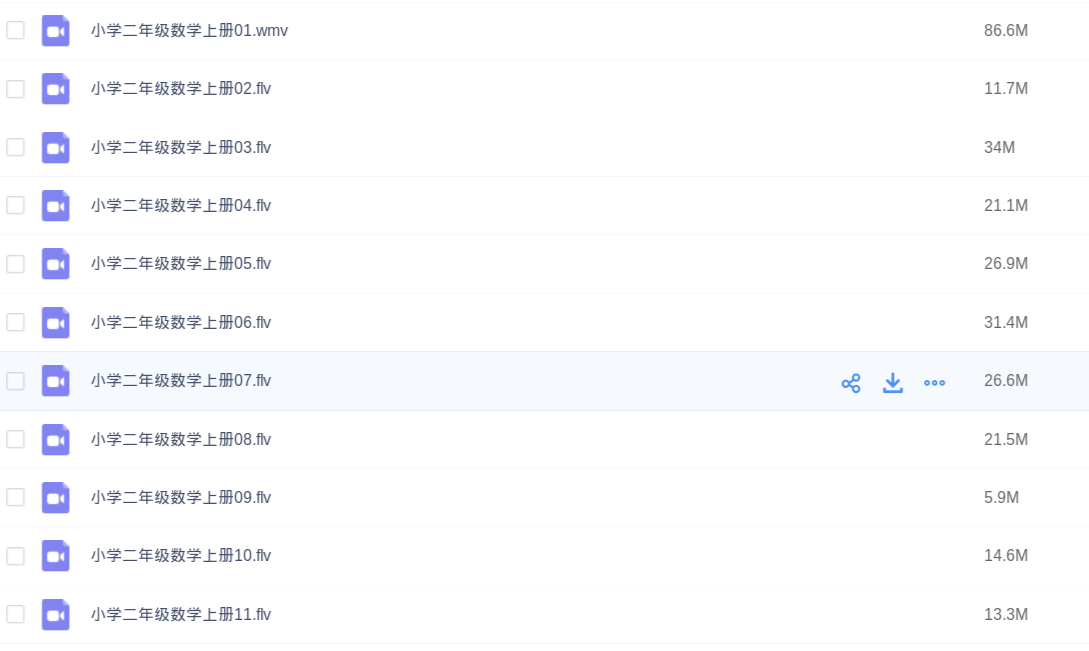 小学二年级数学上册01.wmv 86.6M
小学二年级数学上册02.flv 11.7M
小学二年级数学上册03.flv 34M
小学二年级数学上册04.flv 21.1M
小学二年级数学上册05.flv 26.9M
小学二年级数学上册06.flv 31.4M
小学二年级数学上册07.flv 26.6M
小学二年级数学上册08.flv 21.5M
小学二年级数学上册09.flv 5.9M
小学二年级数学上册10.flv 14.6M
小学二年级数学上册11.flv 13.3M